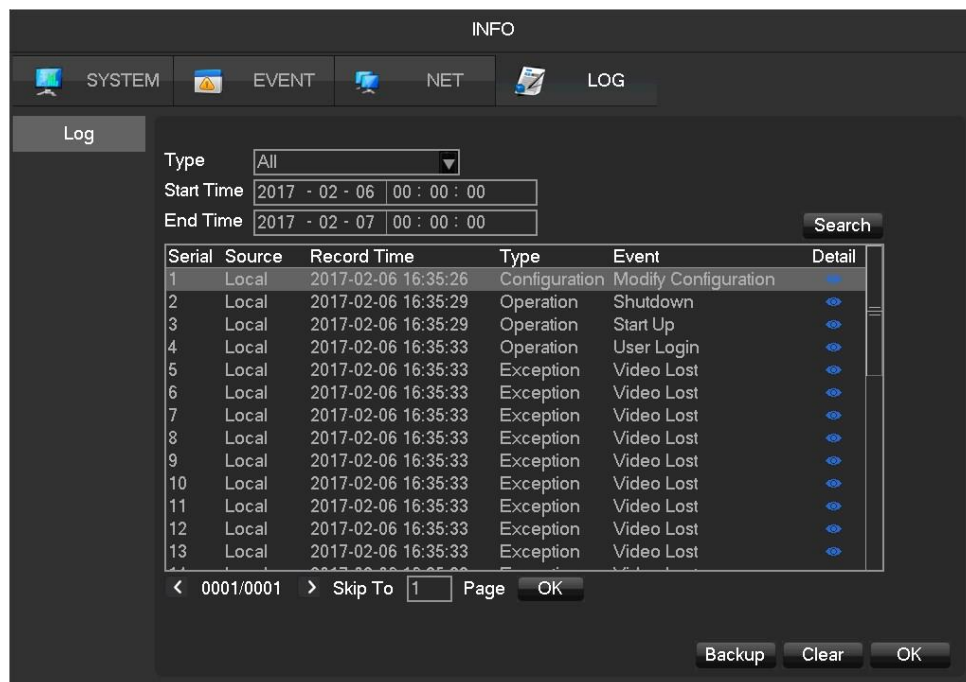 INFO
SYSTEM EVENT NET LOG
Log
Type All
Start Time 2017 - 02 - 06 00 : 00 : 00
End Time 2017 - 02 - 07 00 : 00 : 00
Search
Serial Source Record Time Type Event Detail
1 Local 2017-02-06 16:35:26 Configuration Modify Configuration
2 Local 2017-02-06 16:35:29 Operation Shutdown
3 Local 2017-02-06 16:35:29 Operation Start Up
4 Local 2017-02-06 16:35:33 Operation User Login
5 Local 2017-02-06 16:35:33 Exception Video Lost
6 Local 2017-02-06 16:35:33 Exception Video Lost
7 Local 2017-02-06 16:35:33 Exception Video Lost
8 Local 2017-02-06 16:35:33 Exception Video Lost
9 Local 2017-02-06 16:35:33 Exception Video Lost
10 Local 2017-02-06 16:35:33 Exception Video Lost
11 Local 2017-02-06 16:35:33 Exception Video Lost
12 Local 2017-02-06 16:35:33 Exception Video Lost
13 Local 2017-02-06 16:35:33 Exception Video Lost
< 0001/0001 > Skip To 1 Page OK
Backup Clear OK